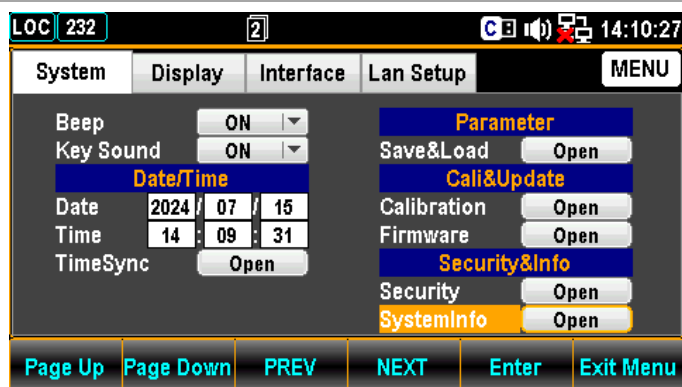 LOC 232 2 C 14:10:27
System Display Interface Lan Setup MENU
Beep ON
Key Sound ON
Date/Time
Date 2024 / 07 / 15
Time 14 : 09 : 31
TimeSync Open
Parameter
Save&Load Open
Cali&Update
Calibration Open
Firmware Open
Security&Info
Security Open
SystemInfo Open
Page Up Page Down PREV NEXT Enter Exit Menu